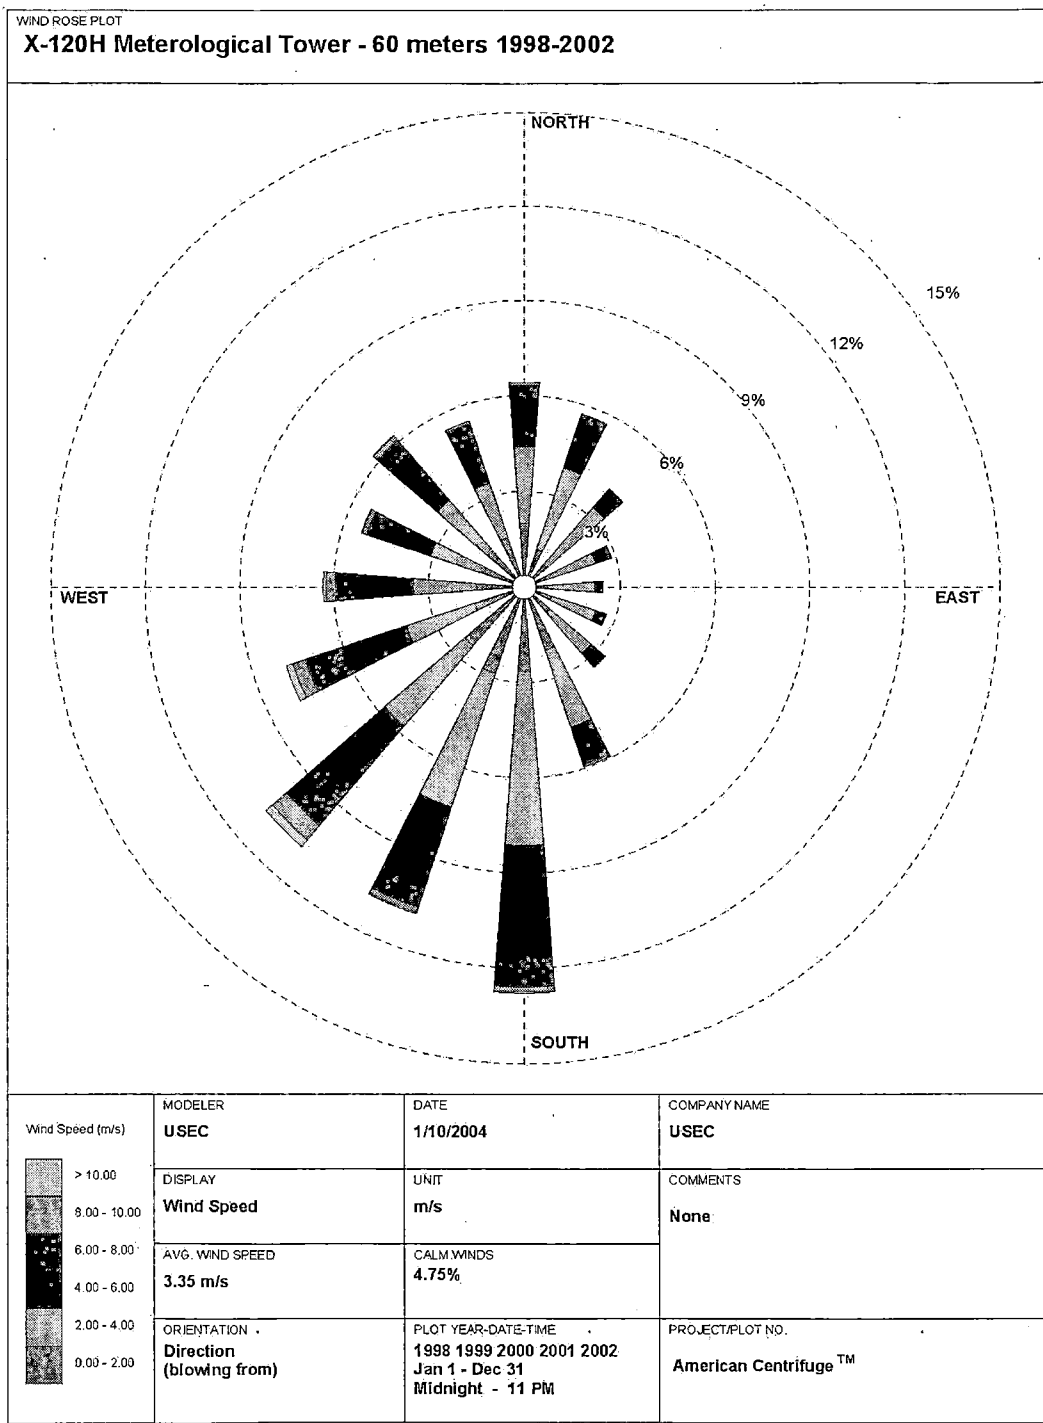 WIND ROSE PLOT
X-120H Meterological Tower - 60 meters 1998-2002
NORTH
15%
12%
9%
6%
3%
WEST
EAST
SOUTH
Wind Speed (m/s)
> 10.00
8.00 - 10.00
6.00 - 8.00
4.00 - 6.00
2.00 - 4.00
0.00 - 2.00
MODELER
USEC
DATE
1/10/2004
COMPANY NAME
USEC
DISPLAY
Wind Speed
UNIT
m/s
COMMENTS
None
AVG. WIND SPEED
3.35 m/s
CALM WINDS
4.75%
ORIENTATION
Direction
(blowing from)
PLOT YEAR-DATE-TIME
1998 1999 2000 2001 2002
Jan 1 - Dec 31
Midnight - 11 PM
PROJECT/PLOT NO.
American Centrifuge TM